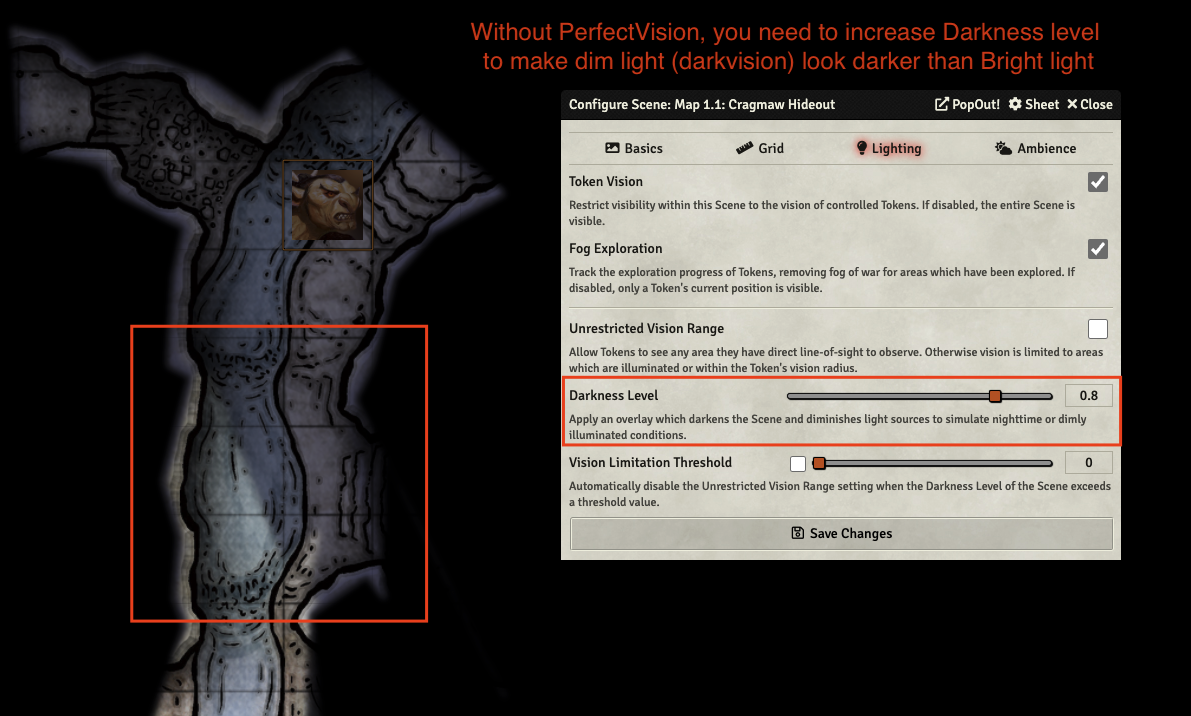 Without PerfectVision, you need to increase Darkness level
to make dim light (darkvision) look darker than Bright light
Configure Scene: Map 1.1: Cragmaw Hideout PopOut! Sheet Close
Basics Grid Lighting Ambience
Token Vision
Restrict visibility within this Scene to the vision of controlled Tokens. If disabled, the entire Scene is
visible.
Fog Exploration
Track the exploration progress of Tokens, removing fog of war for areas which have been explored. If
disabled, only a Token's current position is visible.
Unrestricted Vision Range
Allow Tokens to see any area they have direct line-of-sight to observe. Otherwise vision is limited to areas
which are illuminated or within the Token's vision radius.
Darkness Level 0.8
Apply an overlay which darkens the Scene and diminishes light sources to simulate nighttime or dimly
illuminated conditions.
Vision Limitation Threshold 0
Automatically disable the Unrestricted Vision Range setting when the Darkness Level of the Scene exceeds
a threshold value.
Save Changes